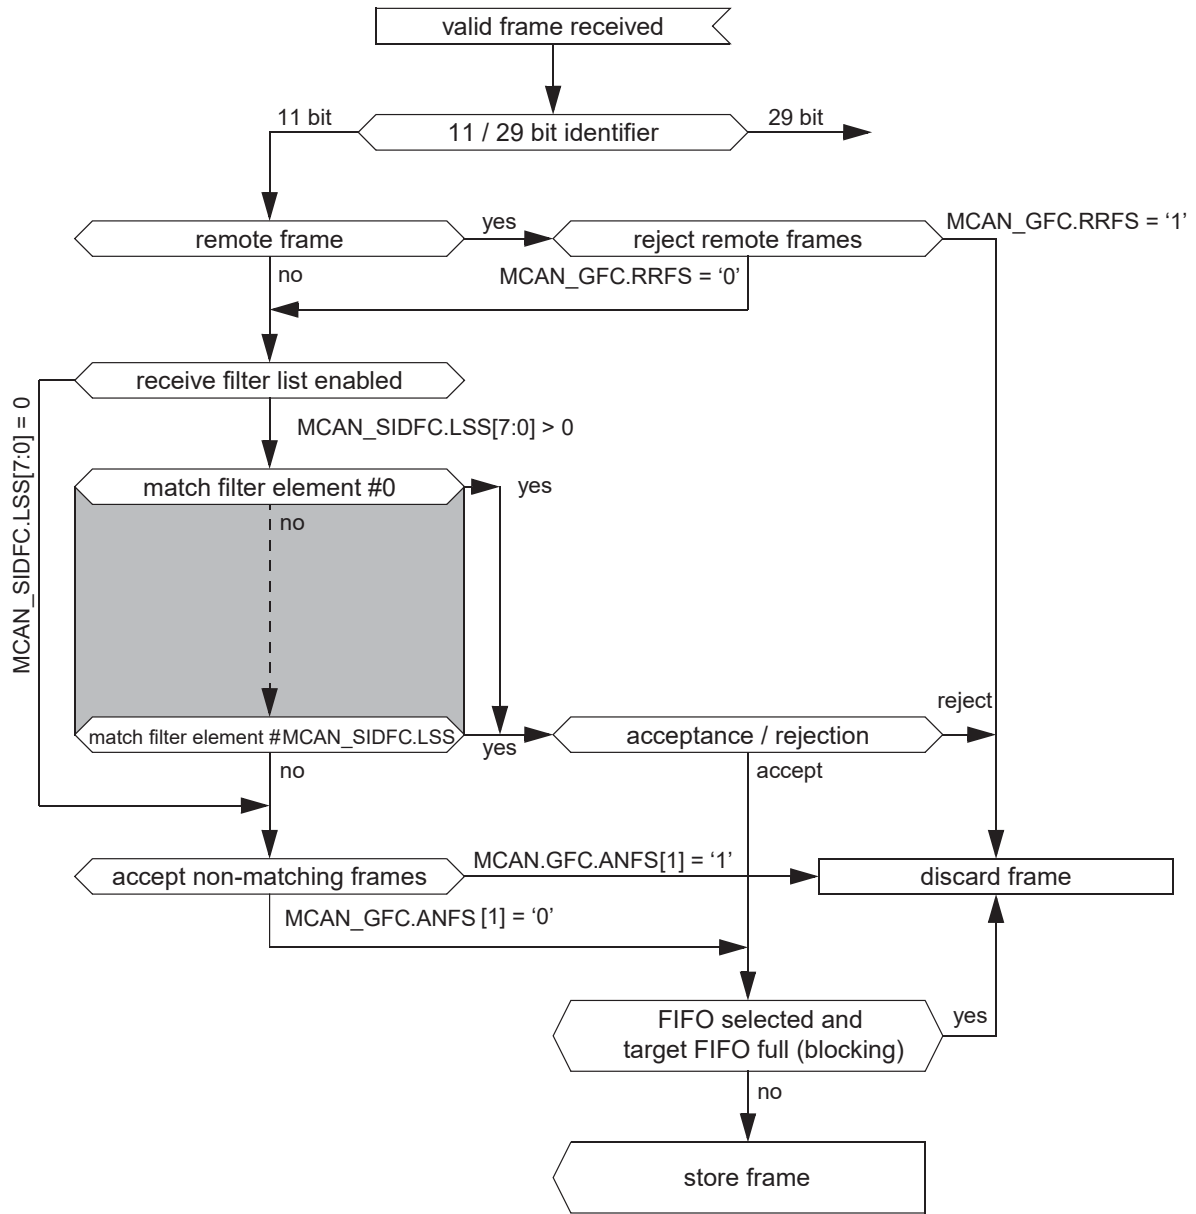 valid frame received
11 bit
11 / 29 bit identifier
29 bit
remote frame
yes
reject remote frames
MCAN_GFC.RRFS = ‘1’
no
MCAN_GFC.RRFS = ‘0’
receive filter list enabled
MCAN_SIDFC.LSS[7:0] = 0
MCAN_SIDFC.LSS[7:0] > 0
match filter element #0
yes
no
match filter element #MCAN_SIDFC.LSS
yes
acceptance / rejection
reject
no
accept
accept non-matching frames
MCAN.GFC.ANFS[1] = ‘1’
discard frame
MCAN_GFC.ANFS [1] = ‘0’
FIFO selected and
target FIFO full (blocking)
yes
no
store frame